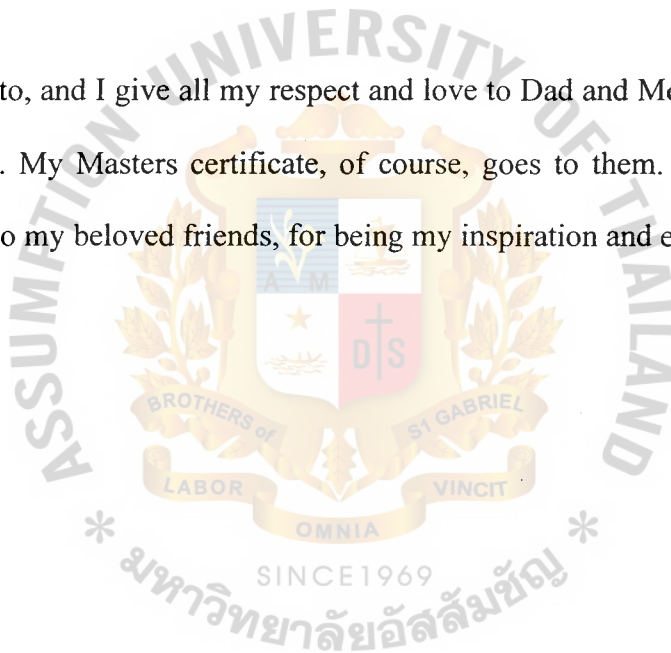 to, and I give all my respect and love to Dad and
. My Masters certificate, of course, goes to them.
o my beloved friends, for being my inspiration and
ASSUMPTION UNIVERSITY OF THAILAND
A M
D S
BROTHERS of ST GABRIEL
LABOR
VINCIT
OMNIA
* SINCE 1969 *
มหาวิทยาลัยอัสสัมชัญ